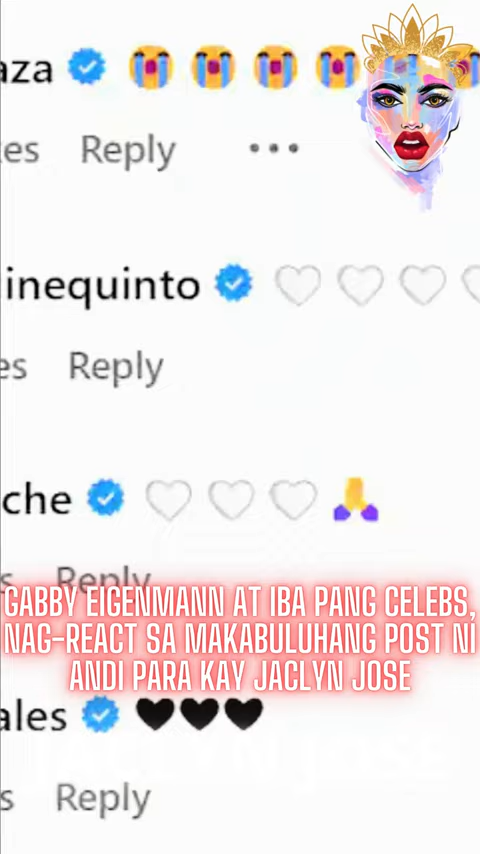 aza 😭 😭 😭 😭
es Reply •••
inequinto 🤍 🤍 🤍
es Reply
che 🤍 🤍 🤍 🙏
s Reply
GABBY EIGENMANN AT IBA PANG CELEBS,
NAG-REACT SA MAKABULUHANG POST NI
ANDI PARA KAY JACLYN JOSE
ales 🖤🖤🖤
s Reply